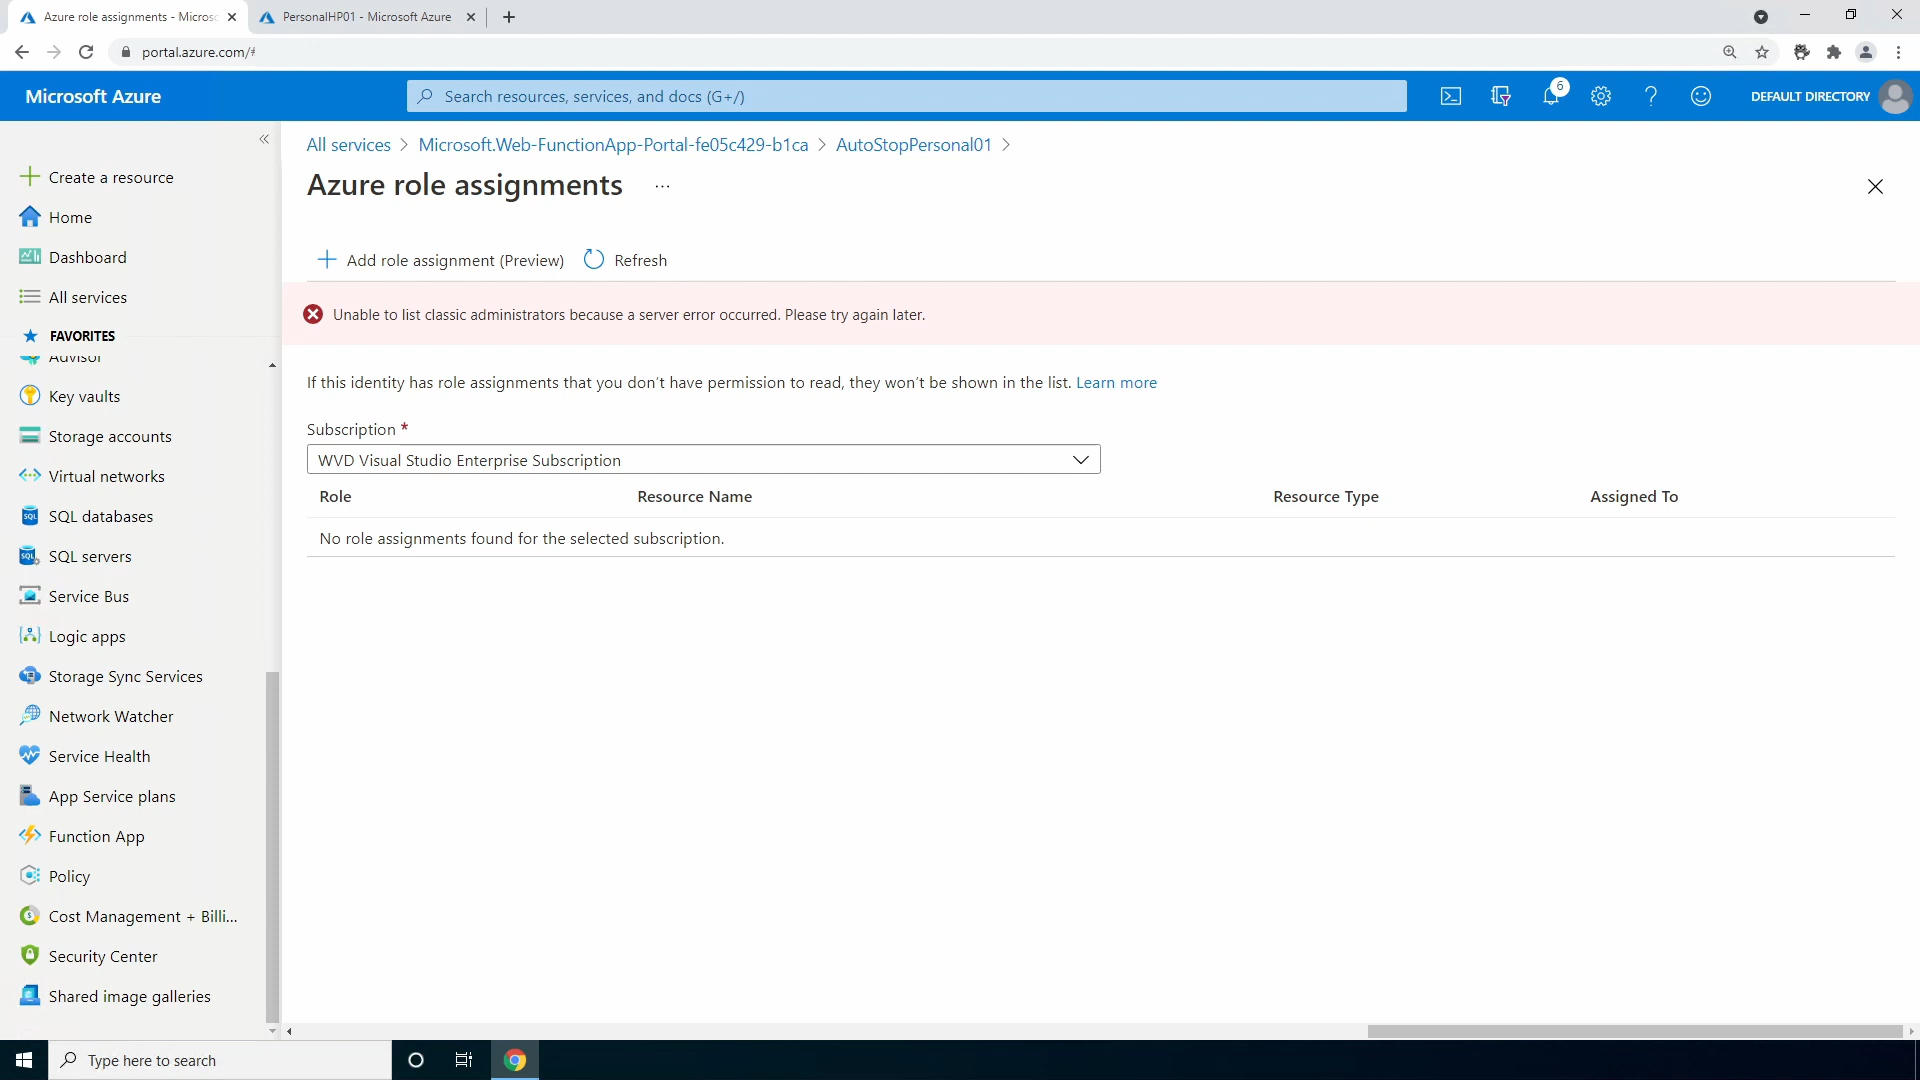 Azure role assignments - Micros
PersonalHP01 - Microsoft Azure
portal.azure.com/#
Microsoft Azure
Search resources, services, and docs (G+/)
6
DEFAULT DIRECTORY
All services
Microsoft.Web-FunctionApp-Portal-fe05c429-b1ca
AutoStopPersonal01
Azure role assignments
...
Create a resource
Home
Dashboard
All services
FAVORITES
Advisor
Key vaults
Storage accounts
Virtual networks
SQL databases
SQL servers
Service Bus
Logic apps
Storage Sync Services
Network Watcher
Service Health
App Service plans
Function App
Policy
Cost Management + Billi...
Security Center
Shared image galleries
Add role assignment (Preview)
Refresh
Unable to list classic administrators because a server error occurred. Please try again later.
If this identity has role assignments that you don't have permission to read, they won't be shown in the list. Learn more
Subscription *
WVD Visual Studio Enterprise Subscription
Role Resource Name Resource Type Assigned To
No role assignments found for the selected subscription.
Type here to search